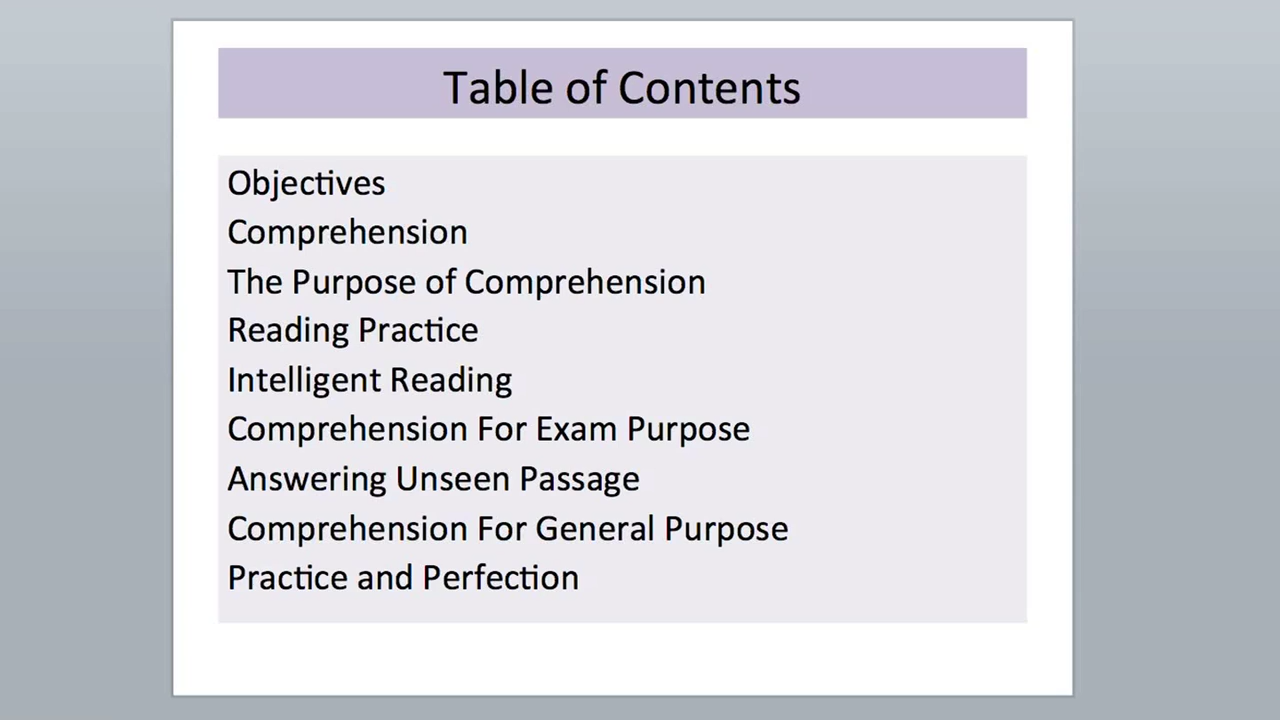 Table of Contents
Objectives
Comprehension
The Purpose of Comprehension
Reading Practice
Intelligent Reading
Comprehension For Exam Purpose
Answering Unseen Passage
Comprehension For General Purpose
Practice and Perfection